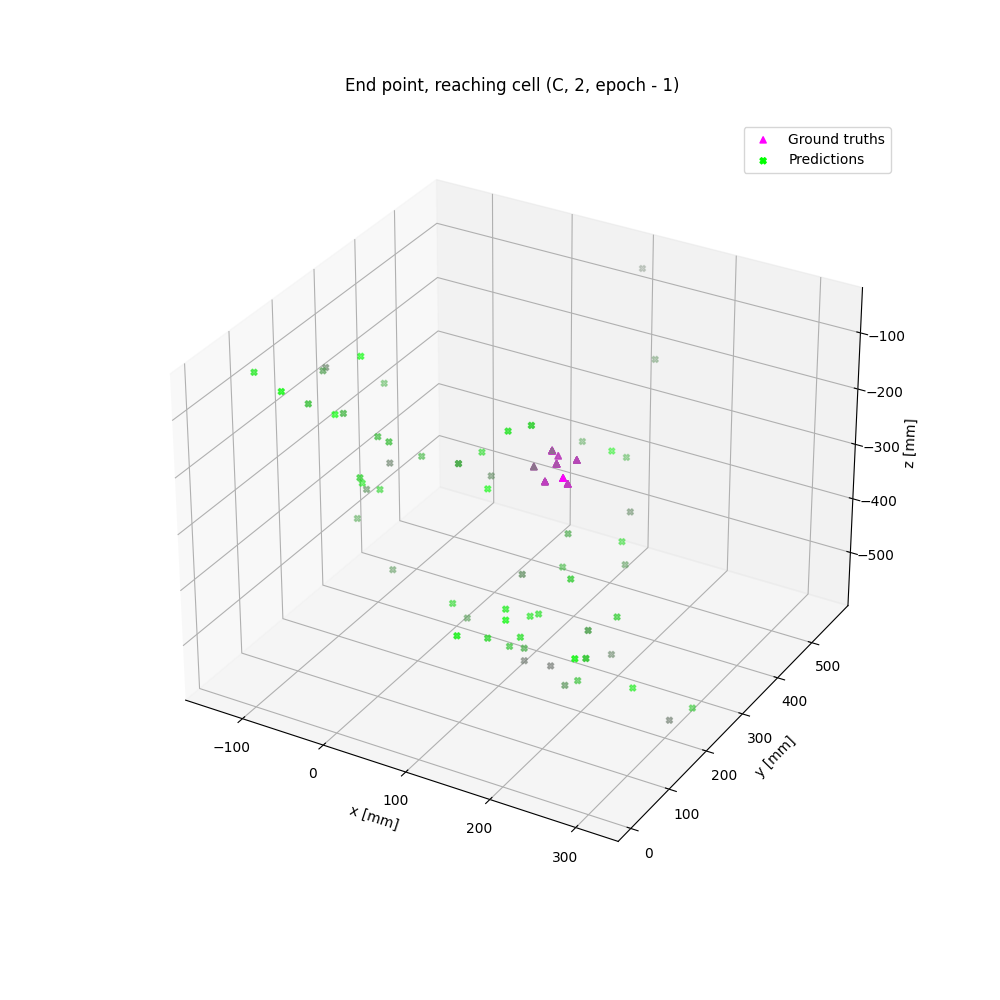 End point, reaching cell (C, 2, epoch - 1)
Ground truths
Predictions
−100
−200
−300
−400
−500
z [mm]
−100
0
100
200
300
x [mm]
0
100
200
300
400
500
y [mm]